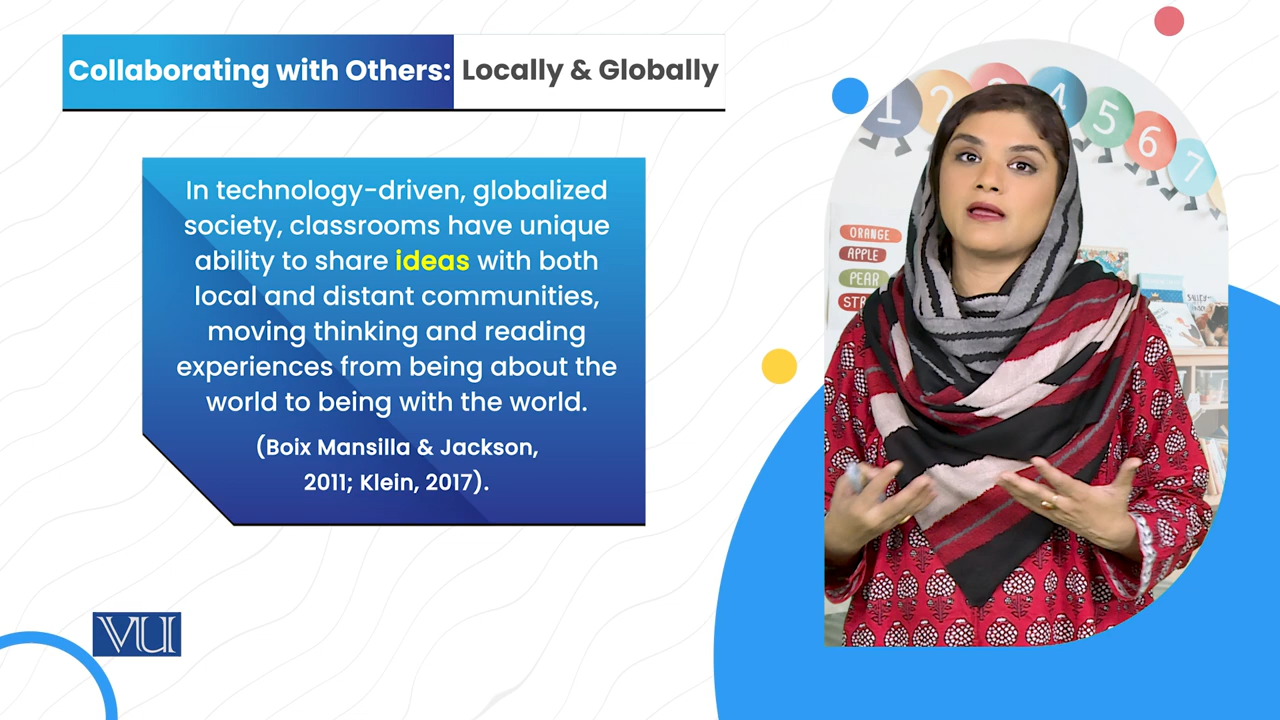 Collaborating with Others: Locally & Globally
In technology-driven, globalized
society, classrooms have unique
ability to share ideas with both
local and distant communities,
moving thinking and reading
experiences from being about the
world to being with the world.
(Boix Mansilla & Jackson,
2011; Klein, 2017).
VU
1 2 4 5 6 7
ORANGE
APPLE
PEAR